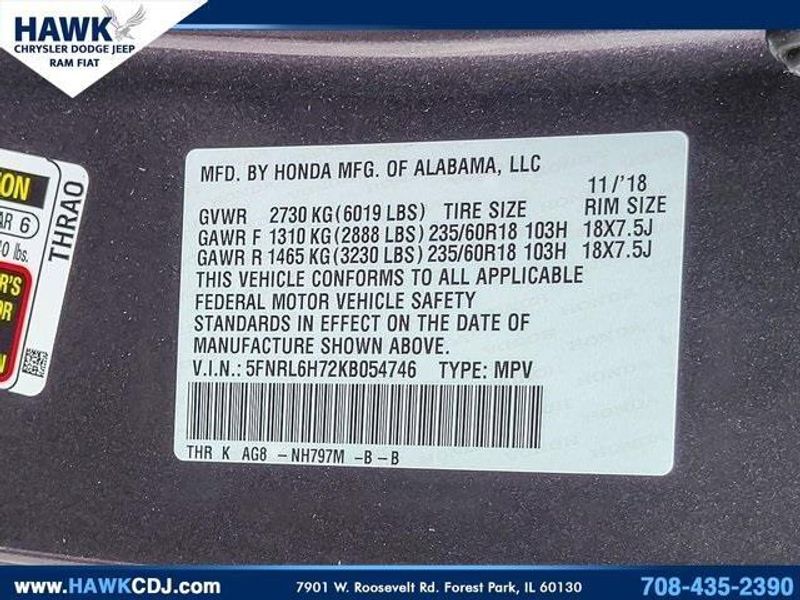 HAWK
CHRYSLER DODGE JEEP
RAM FIAT
MFD. BY HONDA MFG. OF ALABAMA, LLC
11/'18
GVWR 2730 KG(6019 LBS) TIRE SIZE RIM SIZE
GAWR F 1310 KG(2888 LBS) 235/60R18 103H 18X7.5J
GAWR R 1465 KG(3230 LBS) 235/60R18 103H 18X7.5J
THIS VEHICLE CONFORMS TO ALL APPLICABLE
FEDERAL MOTOR VEHICLE SAFETY
STANDARDS IN EFFECT ON THE DATE OF
MANUFACTURE SHOWN ABOVE.
V.I.N.: 5FNRL6H72KB054746 TYPE: MPV
THR K AG8 -NH797M -B -B
THRAO
lbs.
www.HAWKCDJ.com
7901 W. Roosevelt Rd. Forest Park, IL 60130
708-435-2390